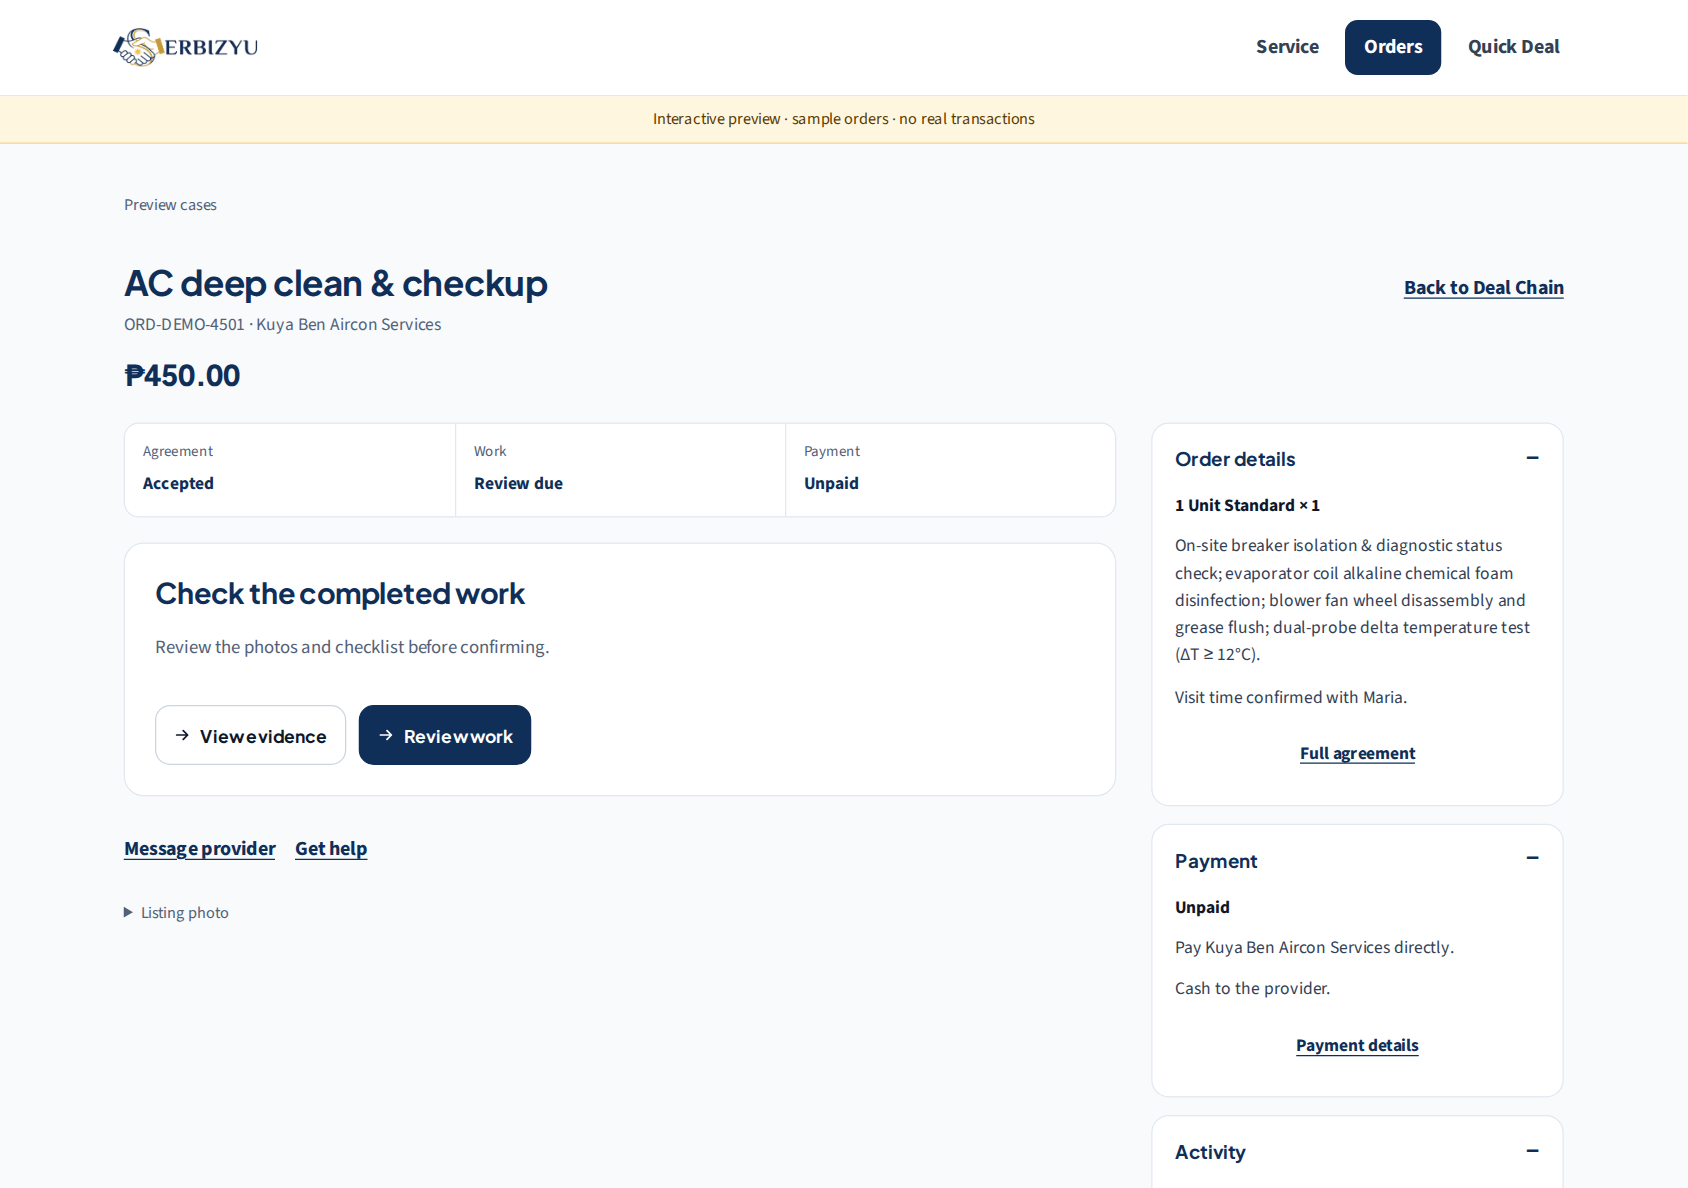 SERBIZYU
Service
Orders
Quick Deal
Interactive preview · sample orders · no real transactions
Preview cases
AC deep clean & checkup
Back to Deal Chain
ORD-DEMO-4501 · Kuya Ben Aircon Services
₱450.00
Agreement
Accepted
Work
Review due
Payment
Unpaid
Check the completed work
Review the photos and checklist before confirming.
→ View evidence
→ Review work
Message provider
Get help
▶ Listing photo
Order details –
1 Unit Standard × 1
On-site breaker isolation & diagnostic status
check; evaporator coil alkaline chemical foam
disinfection; blower fan wheel disassembly and
grease flush; dual-probe delta temperature test
(ΔT ≥ 12°C).
Visit time confirmed with Maria.
Full agreement
Payment –
Unpaid
Pay Kuya Ben Aircon Services directly.
Cash to the provider.
Payment details
Activity –